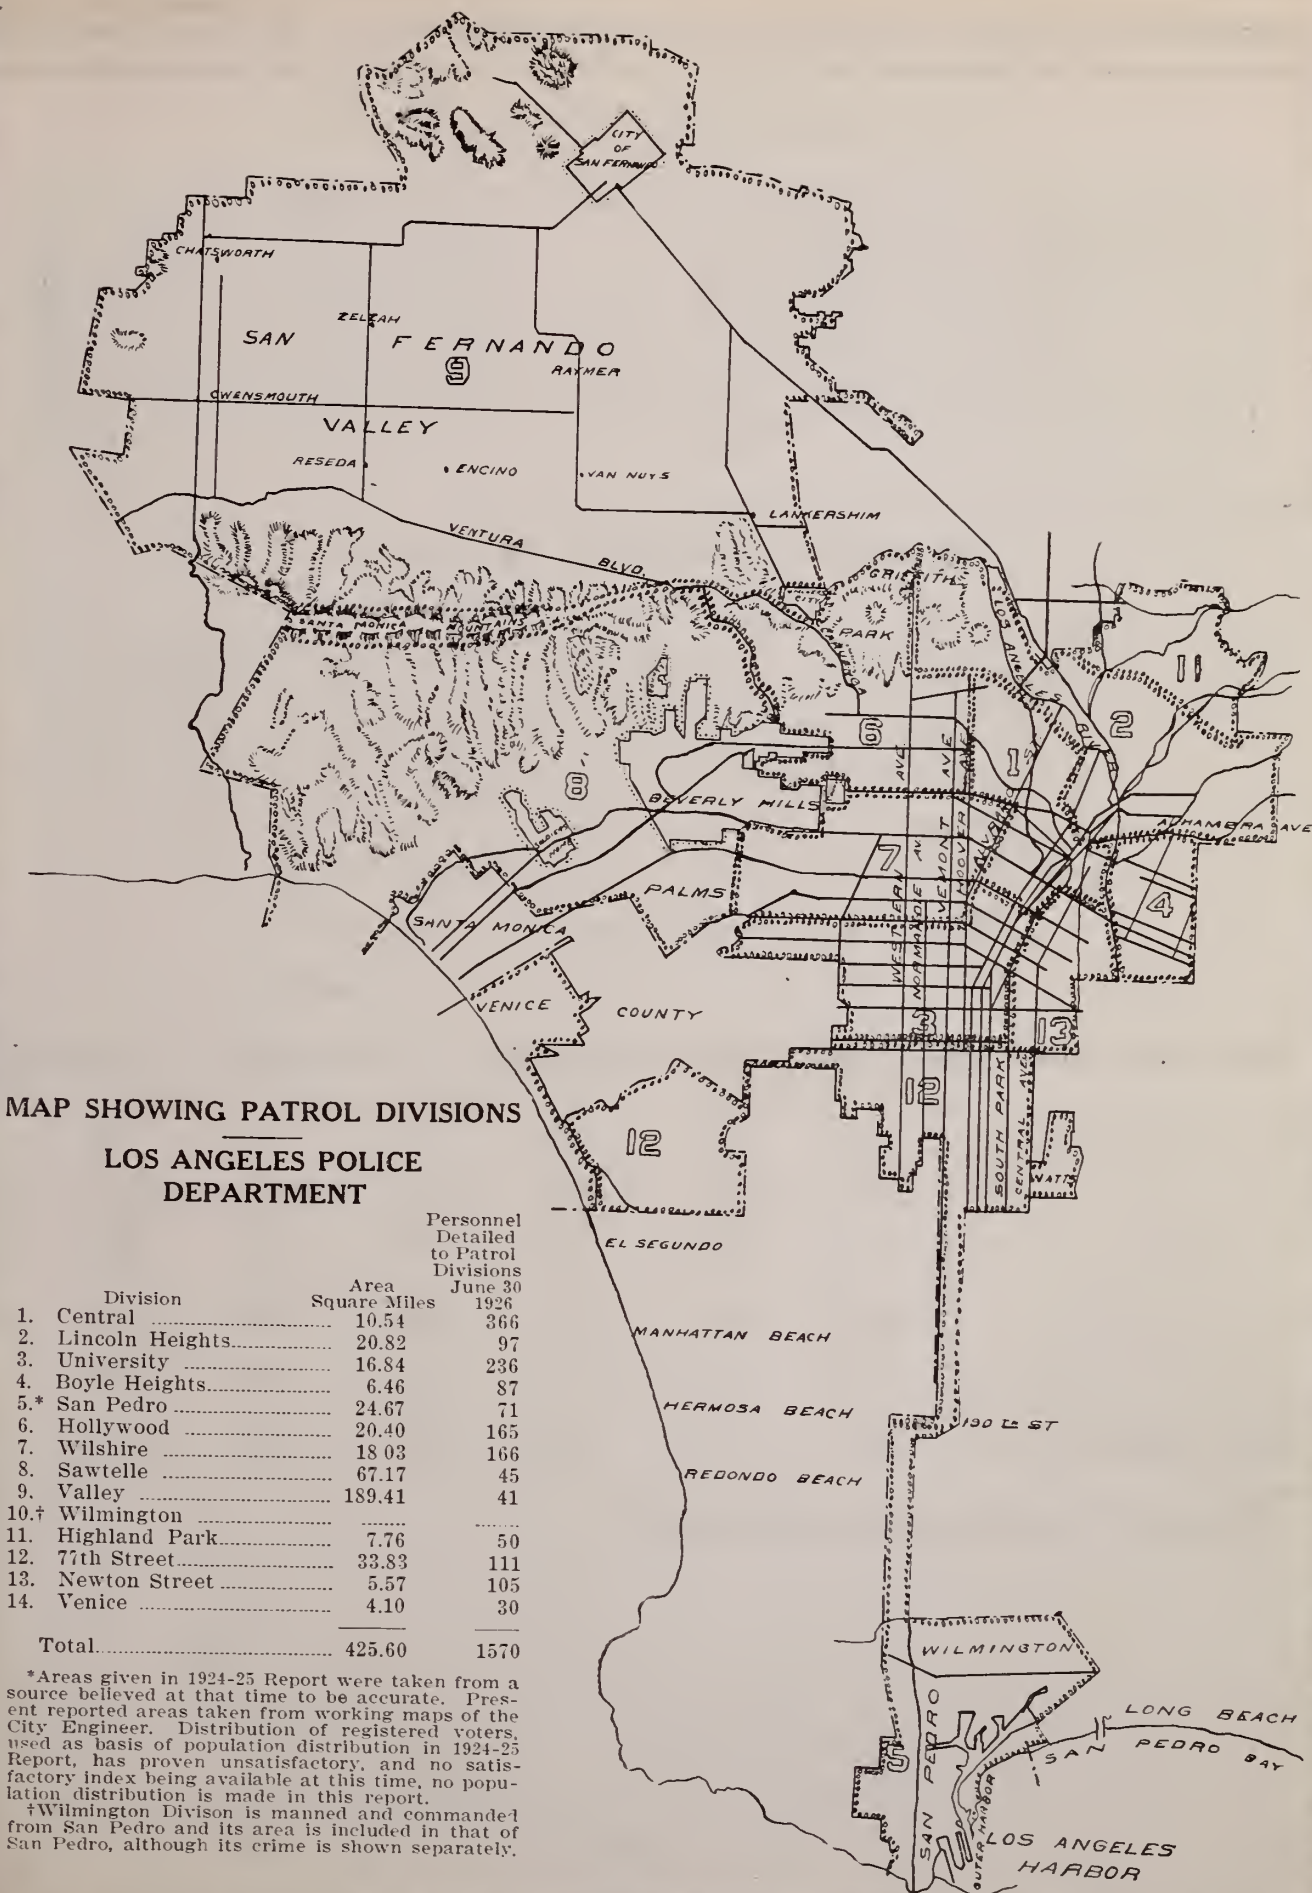 CITY
OF
SAN FERNANDO
CHATSWORTH
ZELZAH
SAN
FERNANDO
9
RAYMER
OWENSMOUTH
VALLEY
RESEDA
ENCINO
VAN NUYS
LANKERSHIM
VENTURA
BLVD.
GRIFFITH
PARK
CITY
LOS ANGELES
SANTA MONICA MOUNTAINS
11
2
6
1
8
BEVERLY HILLS
ALHAMBRA AVE
7
4
PALMS
WESTERN AVE
NORMANDIE AV
VERMONT AVE
HOOVER AVE
ALVARADO ST
SANTA MONICA
VENICE
COUNTY
3
13
12
12
SOUTH PARK
CENTRAL AVE
WATTS
MAP SHOWING PATROL DIVISIONS
LOS ANGELES POLICE
DEPARTMENT
Personnel
Detailed
to Patrol
Divisions
Area June 30
Division Square Miles 1926
1. Central .......... 10.54 366
2. Lincoln Heights .......... 20.82 97
3. University .......... 16.84 236
4. Boyle Heights .......... 6.46 87
5.* San Pedro .......... 24.67 71
6. Hollywood .......... 20.40 165
7. Wilshire .......... 18 03 166
8. Sawtelle .......... 67.17 45
9. Valley .......... 189.41 41
10.† Wilmington .......... ....... .......
11. Highland Park .......... 7.76 50
12. 77th Street .......... 33.83 111
13. Newton Street .......... 5.57 105
14. Venice .......... 4.10 30
Total .......... 425.60 1570
*Areas given in 1924-25 Report were taken from a
source believed at that time to be accurate. Pres-
ent reported areas taken from working maps of the
City Engineer. Distribution of registered voters,
used as basis of population distribution in 1924-25
Report, has proven unsatisfactory, and no satis-
factory index being available at this time, no popu-
lation distribution is made in this report.
†Wilmington Divison is manned and commanded
from San Pedro and its area is included in that of
San Pedro, although its crime is shown separately.
EL SEGUNDO
MANHATTAN BEACH
HERMOSA BEACH
190 TH ST
REDONDO BEACH
WILMINGTON
LONG BEACH
SAN PEDRO BAY
5
SAN PEDRO
OUTER HARBOR
LOS ANGELES
HARBOR